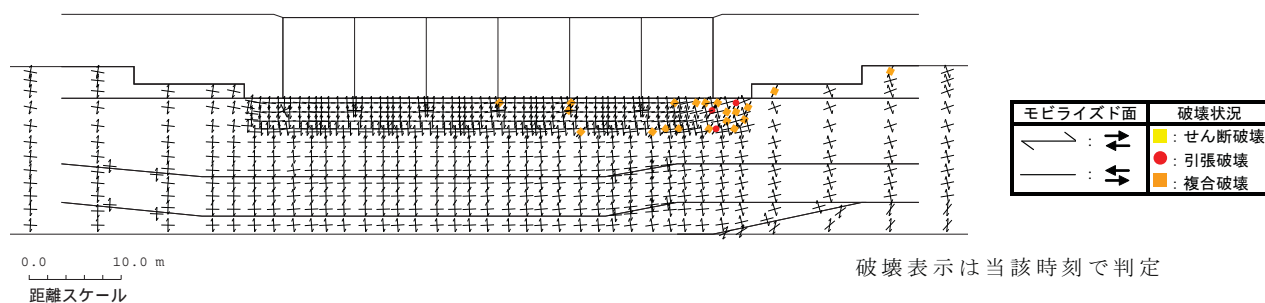 モビライズド面 破壊状況
: せん断破壊
: 引張破壊
: 複合破壊
:
:
0.0 10.0 m
距離スケール
破壊表示は当該時刻で判定